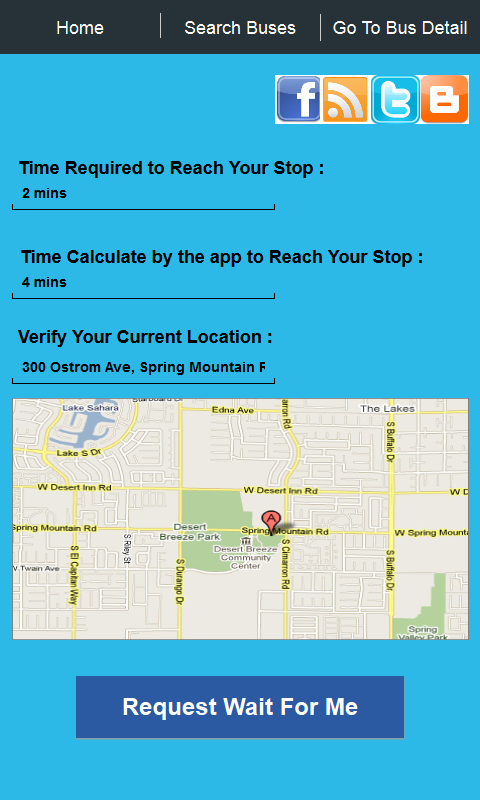 Home Search Buses Go To Bus Detail
Time Required to Reach Your Stop :
2 mins
Time Calculate by the app to Reach Your Stop :
4 mins
Verify Your Current Location :
300 Ostrom Ave, Spring Mountain R
Starboard Dr
Lake Sahara
Edna Ave
The Lakes
Lake S Dr
arron Rd
S Buffalo Dr
W Desert Inn Rd
W Desert Inn Rd
W D
A
Spring Mountain Rd
Desert
Breeze Park
Spring Mountain Rd
W Spring Mountain
S Riley St
Desert Breeze
Community
Center
W Twain Ave
S El Capitan Way
S Durango Dr
S Cimarron Rd
S Buffalo Dr
Spring
Valley Park
Request Wait For Me